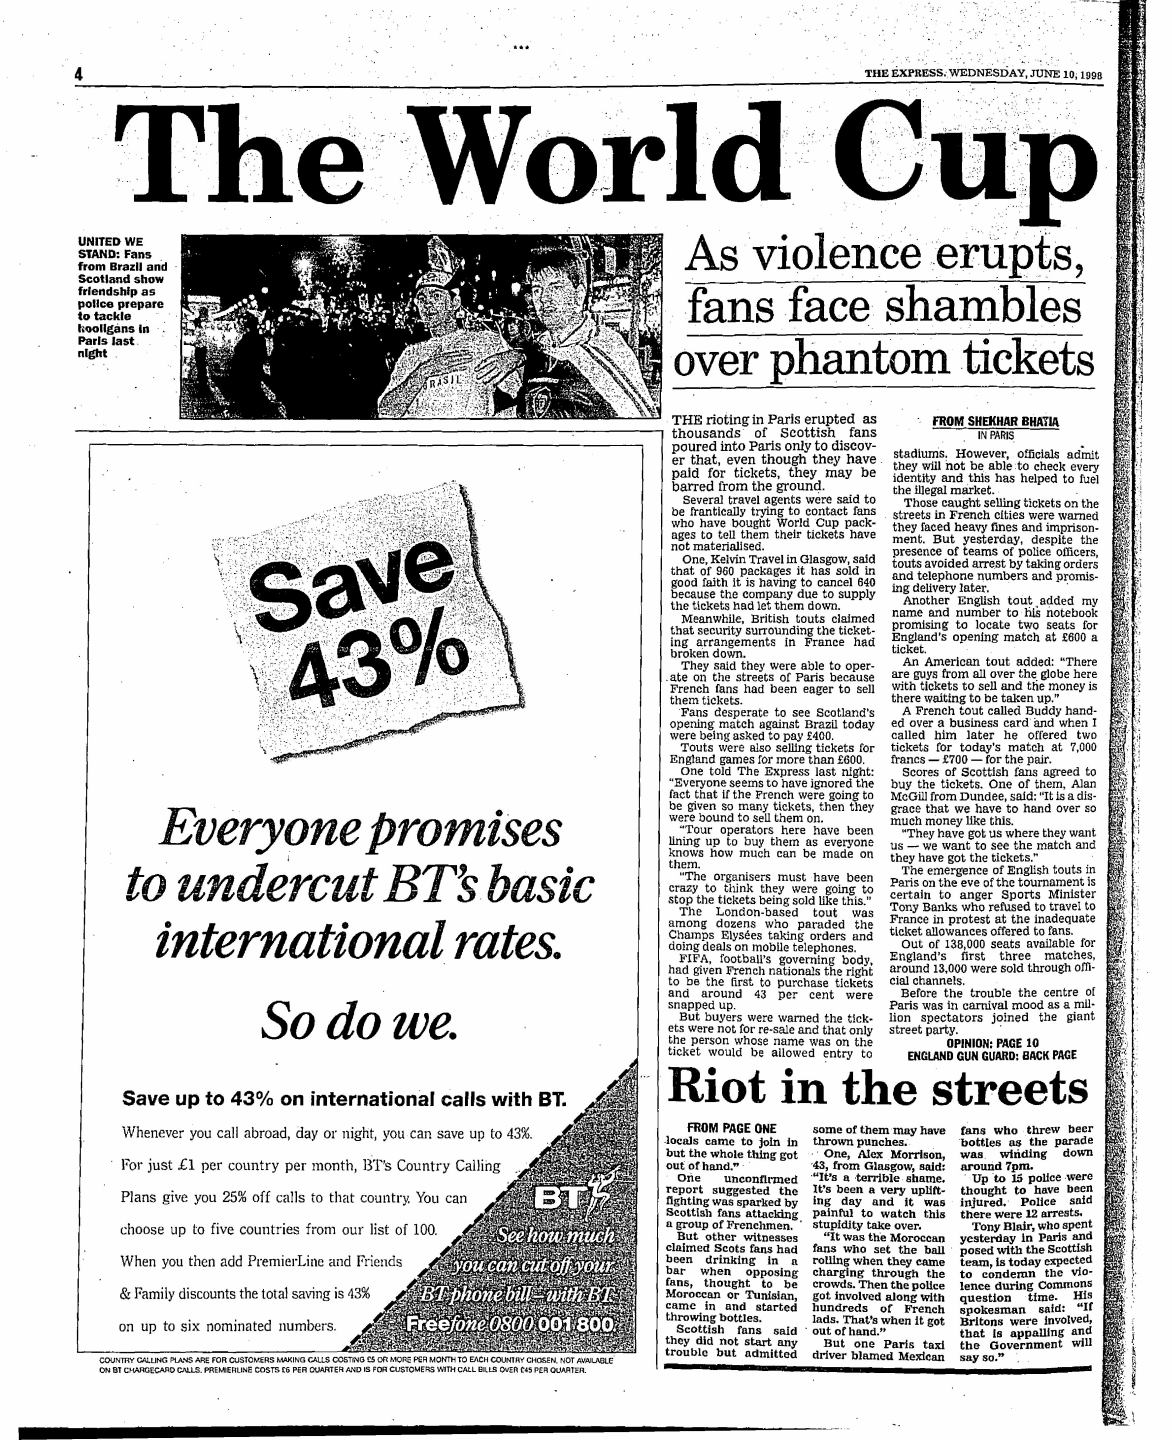 4
THE EXPRESS. WEDNESDAY, JUNE 10, 1998
The World Cup
UNITED WE
STAND: Fans
from Brazil and
Scotland show
friendship as
police prepare
to tackle
hooligans in
Paris last
night
BRASIL
As violence erupts,
fans face shambles
over phantom tickets
THE rioting in Paris erupted as
thousands of Scottish fans
poured into Paris only to discov-
er that, even though they have
paid for tickets, they may be
barred from the ground.
Several travel agents were said to
be frantically trying to contact fans
who have bought World Cup pack-
ages to tell them their tickets have
not materialised.
One, Kelvin Travel in Glasgow, said
that of 960 packages it has sold in
good faith it is having to cancel 640
because the company due to supply
the tickets had let them down.
Meanwhile, British touts claimed
that security surrounding the ticket-
ing arrangements in France had
broken down.
They said they were able to oper-
ate on the streets of Paris because
French fans had been eager to sell
them tickets.
Fans desperate to see Scotland's
opening match against Brazil today
were being asked to pay £400.
Touts were also selling tickets for
England games for more than £600.
One told The Express last night:
"Everyone seems to have ignored the
fact that if the French were going to
be given so many tickets, then they
were bound to sell them on.
"Tour operators here have been
lining up to buy them as everyone
knows how much can be made on
them.
"The organisers must have been
crazy to think they were going to
stop the tickets being sold like this."
The London-based tout was
among dozens who paraded the
Champs Elysées taking orders and
doing deals on mobile telephones.
FIFA, football's governing body,
had given French nationals the right
to be the first to purchase tickets
and around 43 per cent were
snapped up.
But buyers were warned the tick-
ets were not for re-sale and that only
the person whose name was on the
ticket would be allowed entry to
FROM SHEKHAR BHATIA
IN PARIS
stadiums. However, officials admit
they will not be able to check every
identity and this has helped to fuel
the illegal market.
Those caught selling tickets on the
streets in French cities were warned
they faced heavy fines and imprison-
ment. But yesterday, despite the
presence of teams of police officers,
touts avoided arrest by taking orders
and telephone numbers and promis-
ing delivery later.
Another English tout added my
name and number to his notebook
promising to locate two seats for
England's opening match at £600 a
ticket.
An American tout added: "There
are guys from all over the globe here
with tickets to sell and the money is
there waiting to be taken up."
A French tout called Buddy hand-
ed over a business card and when I
called him later he offered two
tickets for today's match at 7,000
francs — £700 — for the pair.
Scores of Scottish fans agreed to
buy the tickets. One of them, Alan
McGill from Dundee, said: "It is a dis-
grace that we have to hand over so
much money like this.
"They have got us where they want
us — we want to see the match and
they have got the tickets."
The emergence of English touts in
Paris on the eve of the tournament is
certain to anger Sports Minister
Tony Banks who refused to travel to
France in protest at the inadequate
ticket allowances offered to fans.
Out of 138,000 seats available for
England's first three matches,
around 13,000 were sold through offi-
cial channels.
Before the trouble the centre of
Paris was in carnival mood as a mil-
lion spectators joined the giant
street party.
OPINION: PAGE 10
ENGLAND GUN GUARD: BACK PAGE
Save
43%
Everyone promises
to undercut BT's basic
international rates.
So do we.
Save up to 43% on international calls with BT.
Whenever you call abroad, day or night, you can save up to 43%.
For just £1 per country per month, BT's Country Calling
Plans give you 25% off calls to that country. You can
choose up to five countries from our list of 100.
When you then add PremierLine and Friends
& Family discounts the total saving is 43%
on up to six nominated numbers.
BT
See how much
you can cut off your
BT phone bill – with BT.
Freefone 0800 001 800
COUNTRY CALLING PLANS ARE FOR CUSTOMERS MAKING CALLS COSTING £5 OR MORE PER MONTH TO EACH COUNTRY CHOSEN. NOT AVAILABLE
ON BT CHARGECARD CALLS. PREMIERLINE COSTS £6 PER QUARTER AND IS FOR CUSTOMERS WITH CALL BILLS OVER £45 PER QUARTER.
Riot in the streets
FROM PAGE ONE
locals came to join in
but the whole thing got
out of hand."
One unconfirmed
report suggested the
fighting was sparked by
Scottish fans attacking
a group of Frenchmen.
But other witnesses
claimed Scots fans had
been drinking in a
bar when opposing
fans, thought to be
Moroccan or Tunisian,
came in and started
throwing bottles.
Scottish fans said
they did not start any
trouble but admitted
some of them may have
thrown punches.
One, Alex Morrison,
43, from Glasgow, said:
"It's a terrible shame.
It's been a very uplift-
ing day and it was
painful to watch this
stupidity take over.
"It was the Moroccan
fans who set the ball
rolling when they came
charging through the
crowds. Then the police
got involved along with
hundreds of French
lads. That's when it got
out of hand."
But one Paris taxi
driver blamed Mexican
fans who threw beer
bottles as the parade
was winding down
around 7pm.
Up to 15 police were
thought to have been
injured. Police said
there were 12 arrests.
Tony Blair, who spent
yesterday in Paris and
posed with the Scottish
team, is today expected
to condemn the vio-
lence during Commons
question time. His
spokesman said: "If
Britons were involved,
that is appalling and
the Government will
say so."